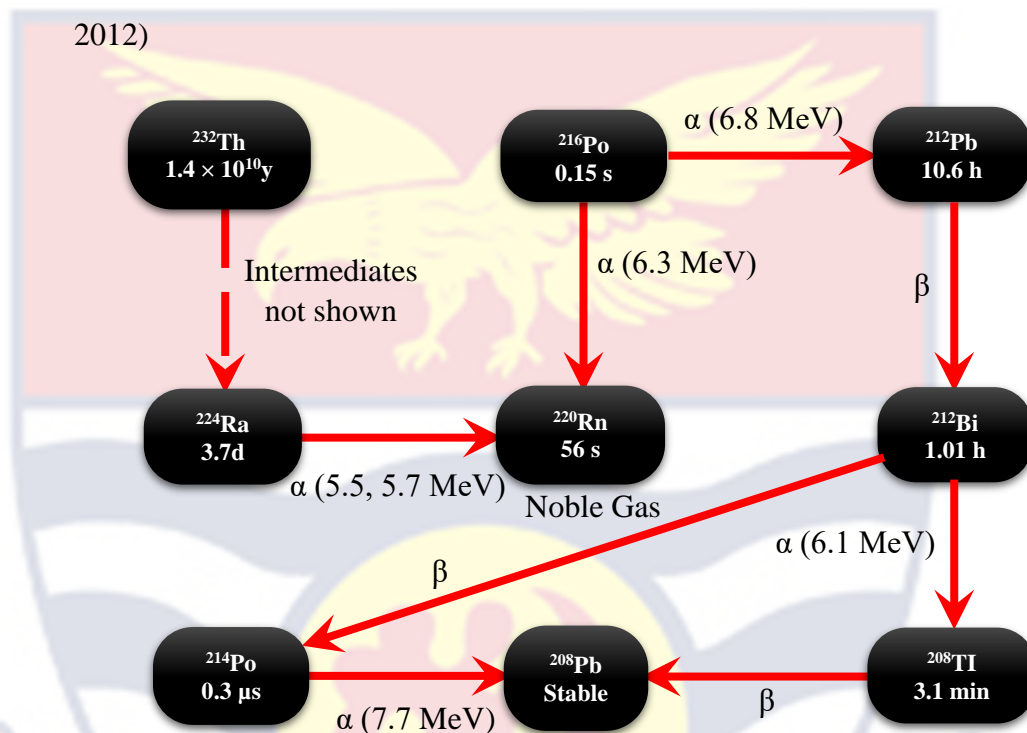 2012)
²³²Th
1.4 × 10¹⁰y
²¹⁶Po
0.15 s
α (6.8 MeV)
²¹²Pb
10.6 h
Intermediates
not shown
α (6.3 MeV)
β
²²⁴Ra
3.7d
α (5.5, 5.7 MeV)
²²⁰Rn
56 s
Noble Gas
²¹²Bi
1.01 h
β
α (6.1 MeV)
²¹⁴Po
0.3 µs
α (7.7 MeV)
²⁰⁸Pb
Stable
β
²⁰⁸TI
3.1 min